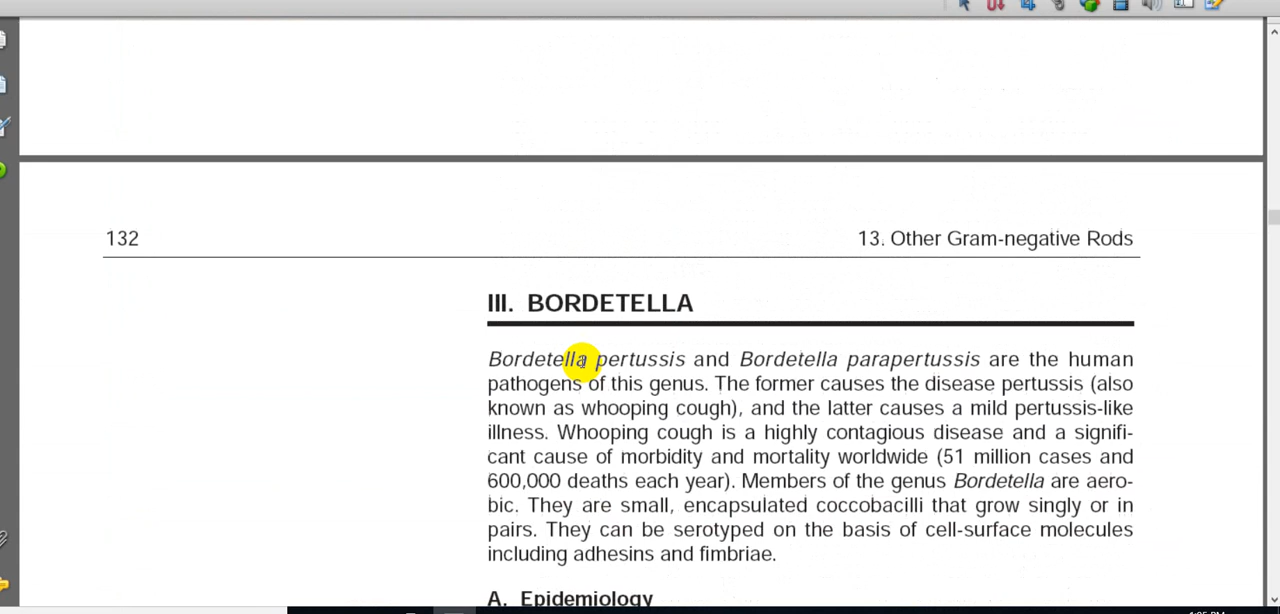 132
13. Other Gram-negative Rods
III. BORDETELLA
Bordetella pertussis and Bordetella parapertussis are the human
pathogens of this genus. The former causes the disease pertussis (also
known as whooping cough), and the latter causes a mild pertussis-like
illness. Whooping cough is a highly contagious disease and a signifi-
cant cause of morbidity and mortality worldwide (51 million cases and
600,000 deaths each year). Members of the genus Bordetella are aero-
bic. They are small, encapsulated coccobacilli that grow singly or in
pairs. They can be serotyped on the basis of cell-surface molecules
including adhesins and fimbriae.
A. Epidemiology